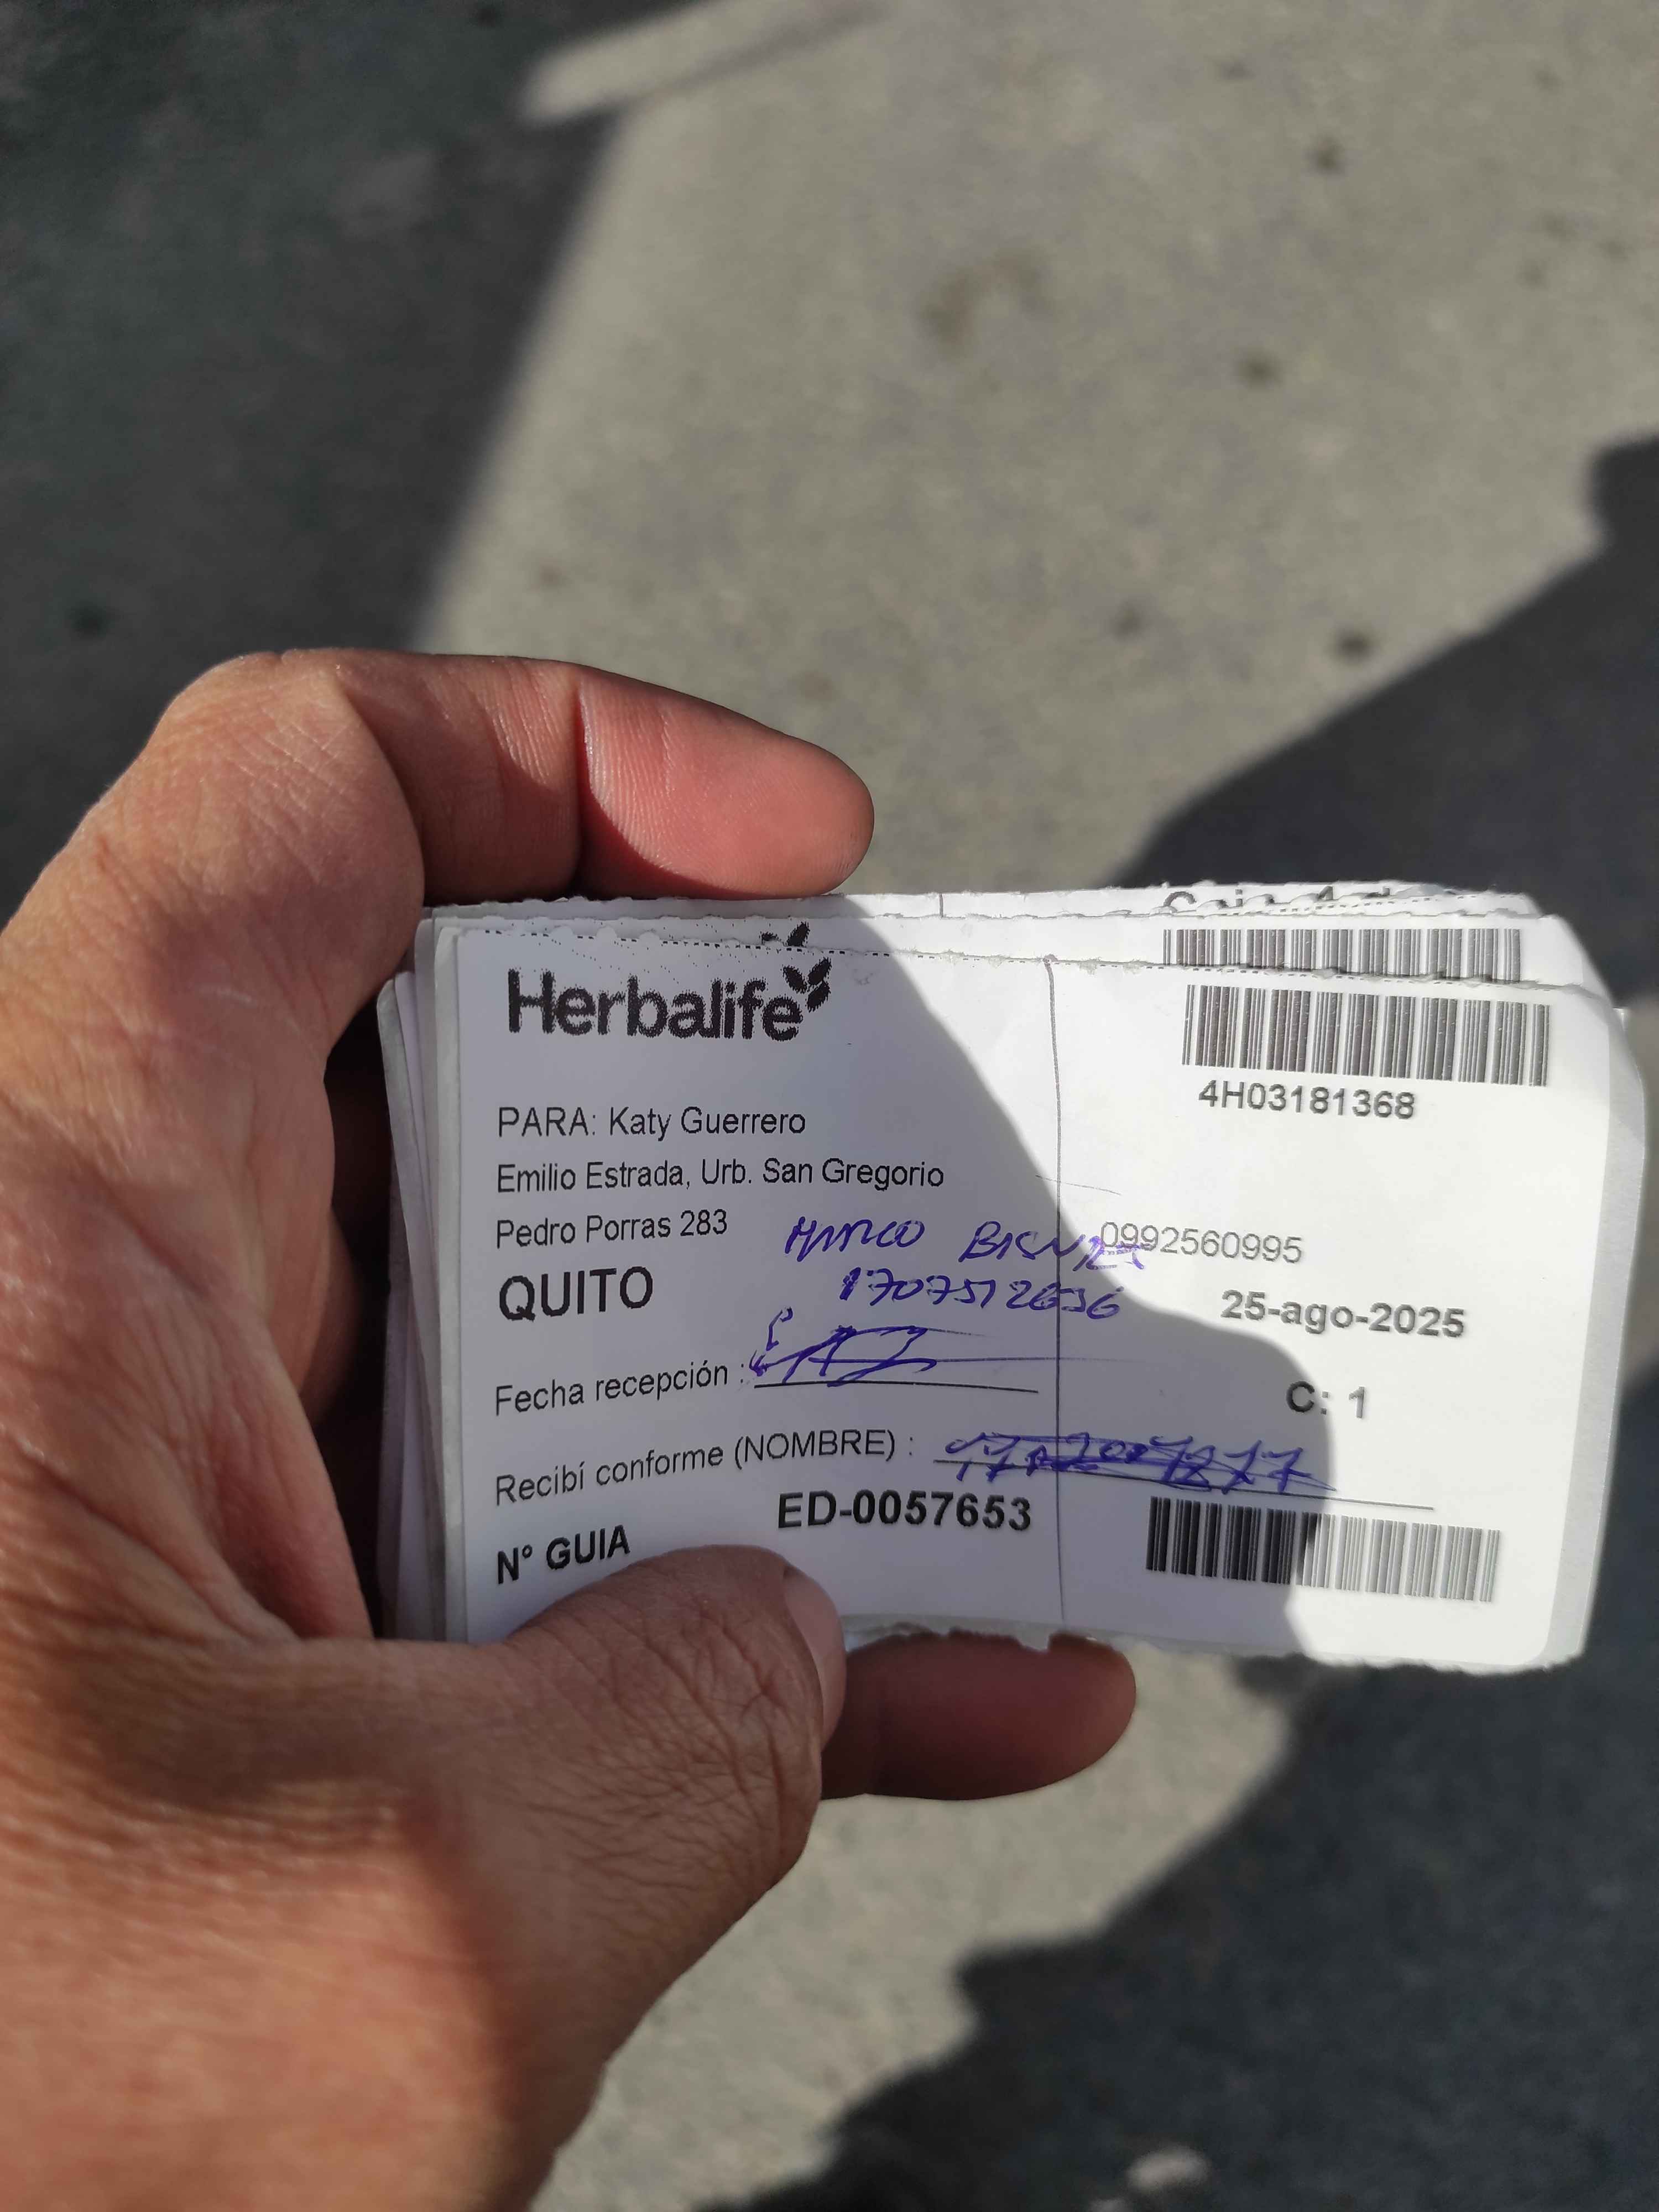 Herbalife
4H03181368
PARA: Katy Guerrero
Emilio Estrada, Urb. San Gregorio
Pedro Porras 283
0992560995
QUITO
25-ago-2025
Fecha recepción :
C: 1
Recibí conforme (NOMBRE) :
N° GUIA ED-0057653